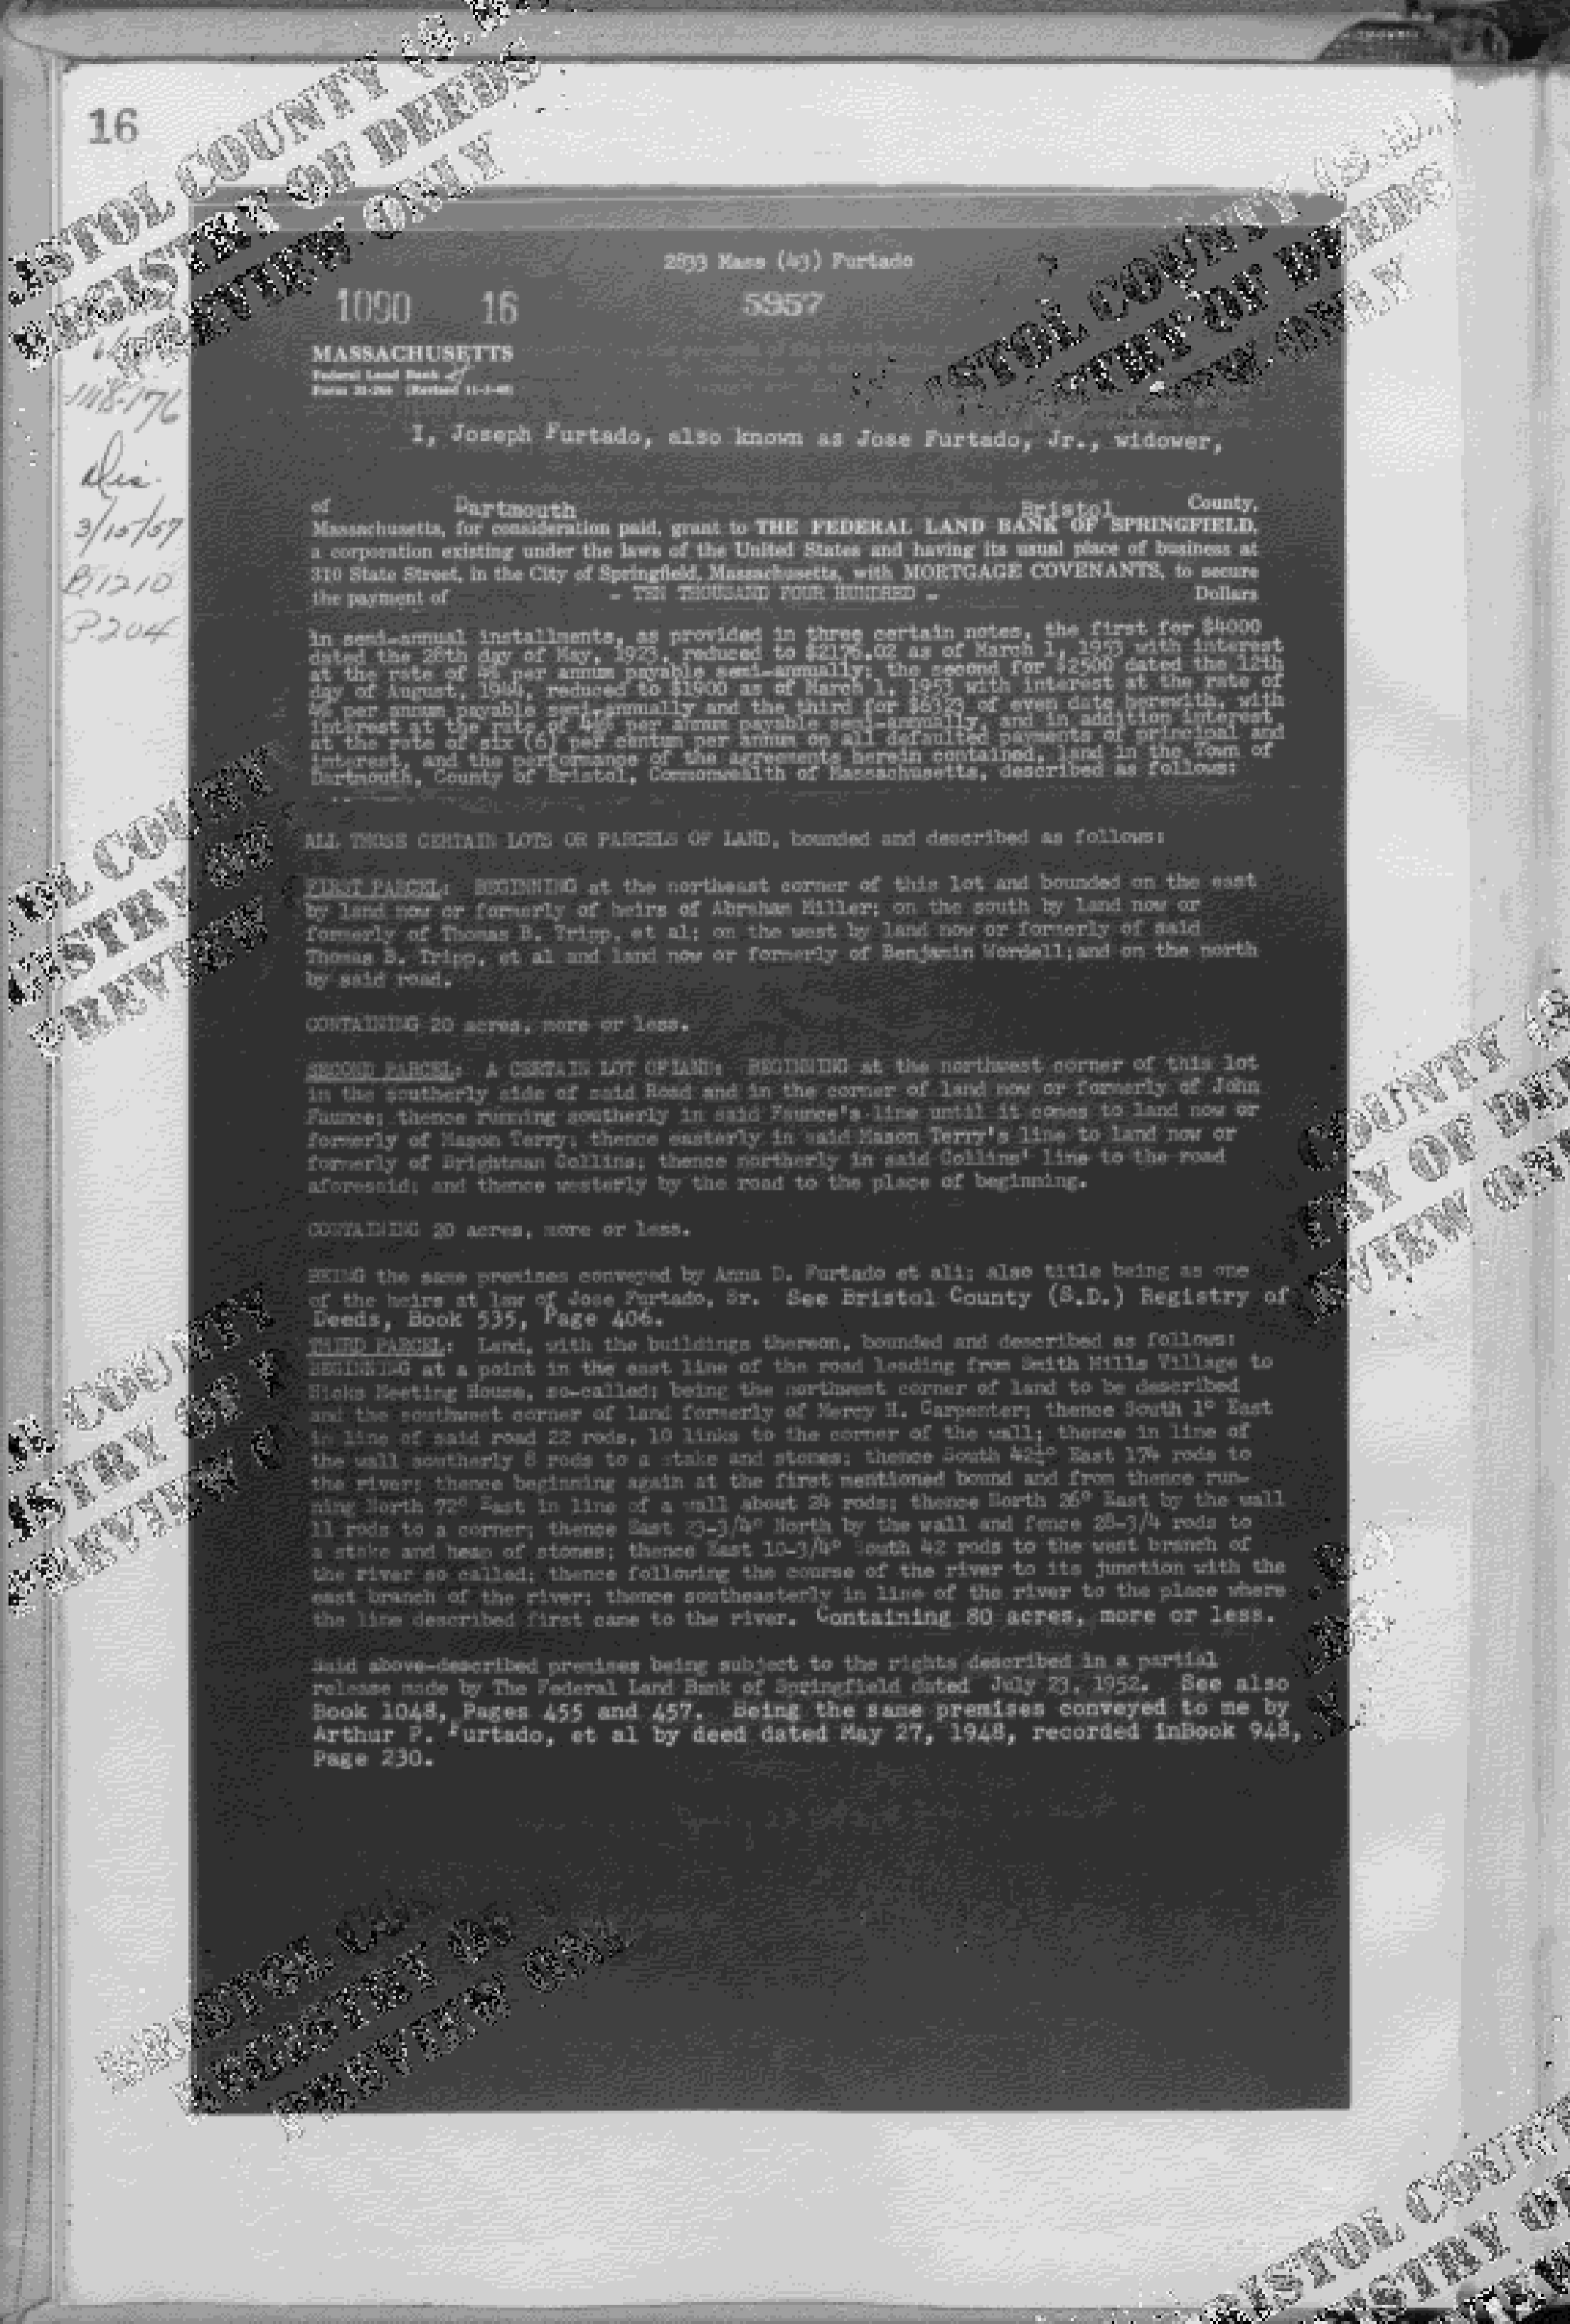 16
BRISTOL COUNTY (S.D.)
REGISTRY OF DEEDS
PREVIEW ONLY
2833 Mass (43) Furtado
1090 16 5957
MASSACHUSETTS
Federal Land Bank
1118-176
Dis.
3/15/57
B1210
P.204
I, Joseph Furtado, also known as Jose Furtado, Jr., widower,
of Dartmouth Bristol County,
Massachusetts, for consideration paid, grant to THE FEDERAL LAND BANK OF SPRINGFIELD,
a corporation existing under the laws of the United States and having its usual place of business at
310 State Street, in the City of Springfield, Massachusetts, with MORTGAGE COVENANTS, to secure
the payment of - TEN THOUSAND FOUR HUNDRED - Dollars
in semi-annual installments, as provided in three certain notes, the first for $4000
dated the 28th day of May, 1923, reduced to $2176.02 as of March 1, 1953 with interest
at the rate of 4% per annum payable semi-annually; the second for $2500 dated the 12th
day of August, 1944, reduced to $1900 as of March 1, 1953 with interest at the rate of
4% per annum payable semi-annually and the third for $6323 of even date herewith, with
interest at the rate of per annum payable semi-annually, and in addition interest
at the rate of six (6) per centum per annum on all defaulted payments of principal and
interest, and the performance of the agreements herein contained, land in the Town of
Dartmouth, County of Bristol, Commonwealth of Massachusetts, described as follows:
ALL THOSE CERTAIN LOTS OR PARCELS OF LAND, bounded and described as follows:
FIRST PARCEL: BEGINNING at the northeast corner of this lot and bounded on the east
by land now or formerly of heirs of Abraham Miller; on the south by land now or
formerly of Thomas B. Tripp, et al; on the west by land now or formerly of said
Thomas B. Tripp, et al and land now or formerly of Benjamin Wordell;and on the north
by said road.
CONTAINING 20 acres, more or less.
SECOND PARCEL: A CERTAIN LOT OF LAND: BEGINNING at the northwest corner of this lot
in the southerly side of said Road and in the corner of land now or formerly of John
Faunce; thence running southerly in said Faunce's line until it comes to land now or
formerly of Mason Terry; thence easterly in said Mason Terry's line to land now or
formerly of Brightman Collins; thence northerly in said Collins' line to the road
aforesaid; and thence westerly by the road to the place of beginning.
CONTAINING 20 acres, more or less.
BEING the same premises conveyed by Anna D. Furtado et ali; also title being as one
of the heirs at law of Jose Furtado, Sr. See Bristol County (S.D.) Registry of
Deeds, Book 535, Page 406.
THIRD PARCEL: Land, with the buildings thereon, bounded and described as follows:
BEGINNING at a point in the east line of the road leading from Smith Mills Village to
Hicks Meeting House, so-called; being the northwest corner of land to be described
and the southwest corner of land formerly of Mercy H. Carpenter; thence South 1° East
in line of said road 22 rods, 10 links to the corner of the wall; thence in line of
the wall southerly 8 rods to a stake and stones; thence South 42½° East 174 rods to
the river; thence beginning again at the first mentioned bound and from thence run-
ning North 72° East in line of a wall about 24 rods; thence North 26° East by the wall
11 rods to a corner; thence East 23-3/4° North by the wall and fence 28-3/4 rods to
a stake and heap of stones; thence East 10-3/4° South 42 rods to the west branch of
the river so called; thence following the course of the river to its junction with the
east branch of the river; thence southeasterly in line of the river to the place where
the line described first came to the river. Containing 80 acres, more or less.
Said above-described premises being subject to the rights described in a partial
release made by The Federal Land Bank of Springfield dated July 23, 1952. See also
Book 1048, Pages 455 and 457. Being the same premises conveyed to me by
Arthur P. Furtado, et al by deed dated May 27, 1948, recorded inBook 948,
Page 230.